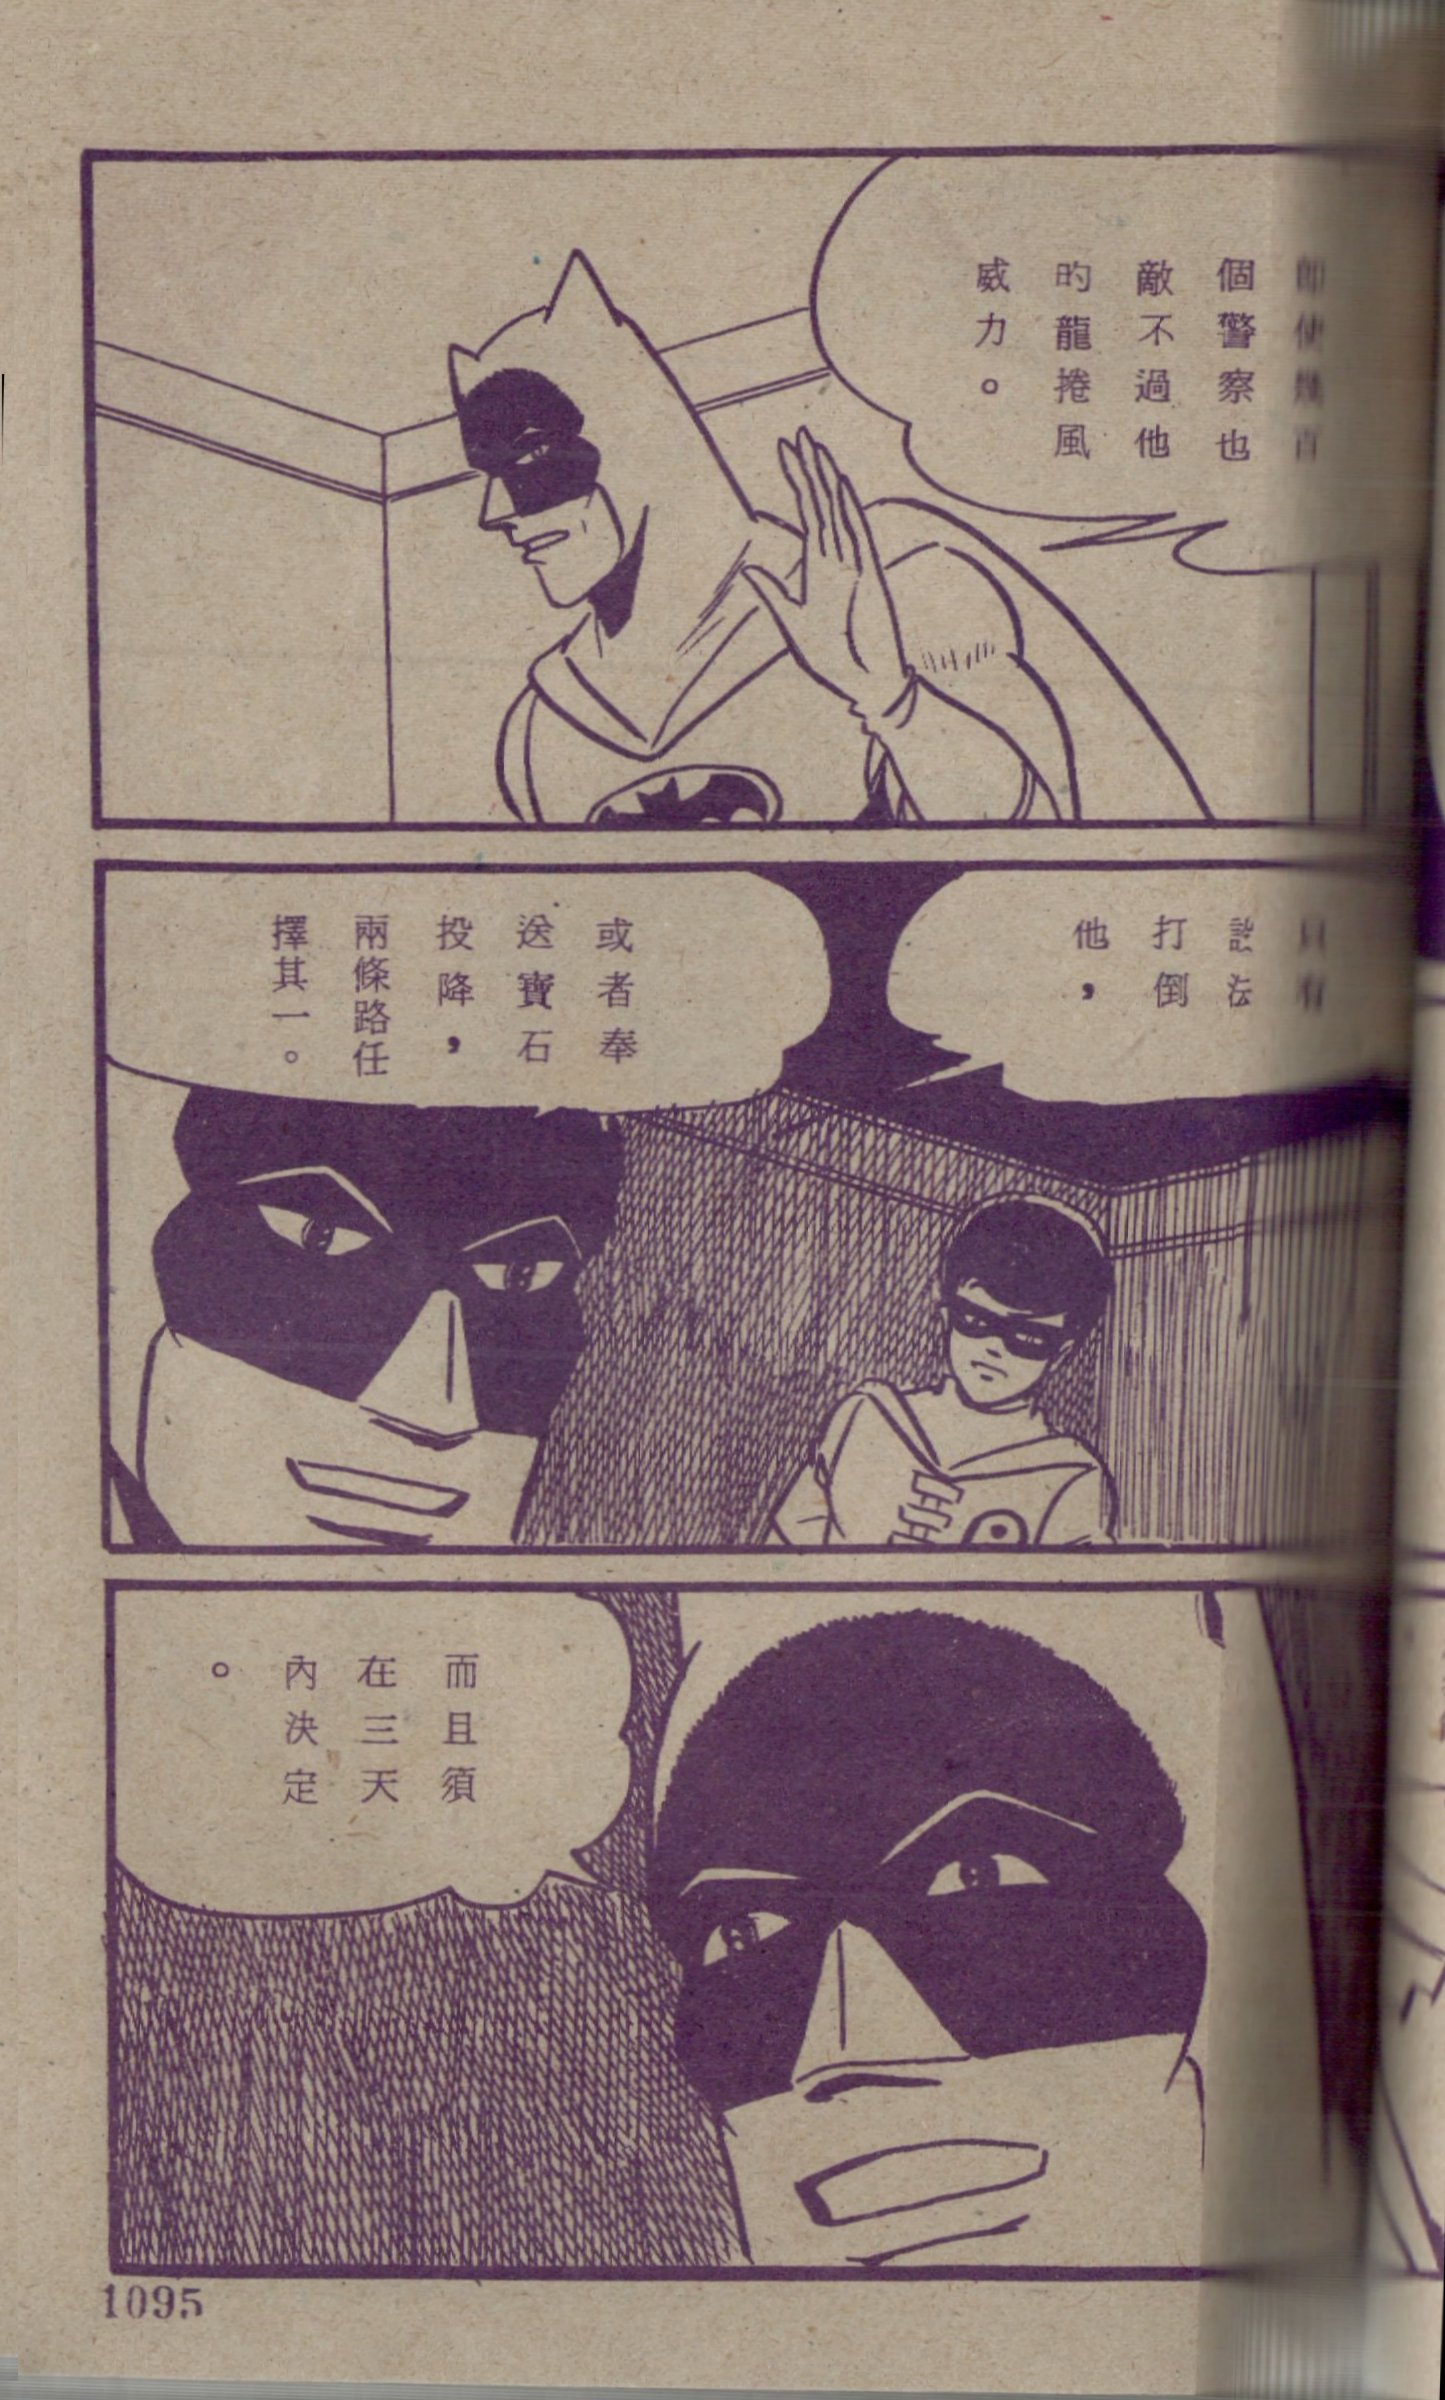 即使幾百
個警察也
敵不過他
旳龍捲風
威力。
只有
設法
打倒
他，
或者奉
送寶石
投降，
兩條路任
擇其一。
而且須
在三天
內決定
。
1095